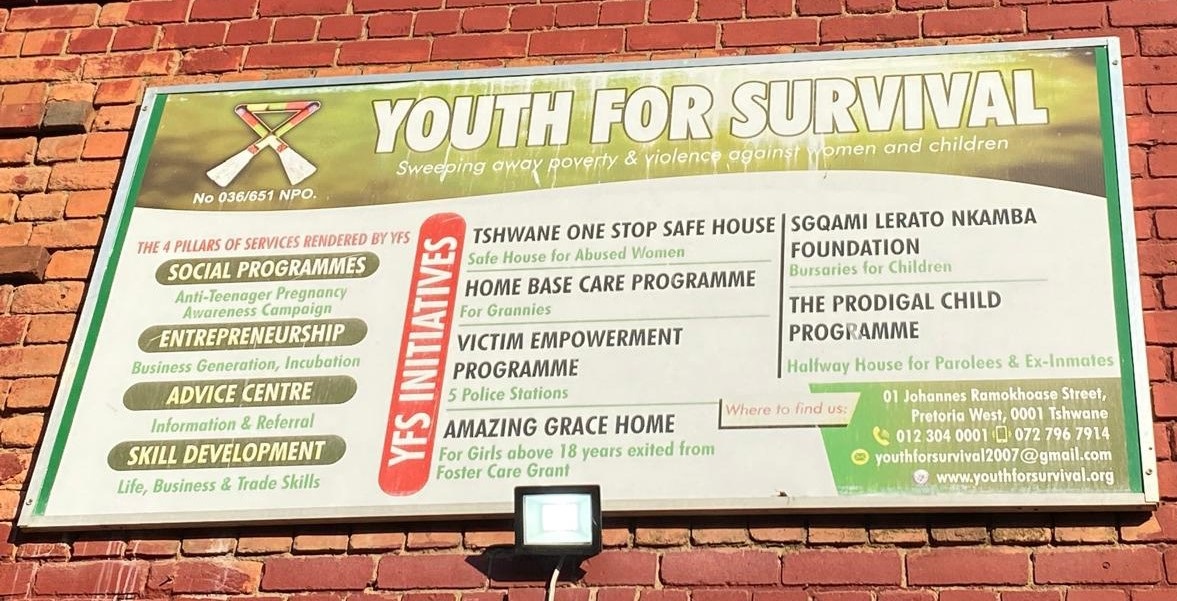 YOUTH FOR SURVIVAL
Sweeping away poverty & violence against women and children
No 036/651 NPO.
THE 4 PILLARS OF SERVICES RENDERED BY YFS
SOCIAL PROGRAMMES
Anti-Teenager Pregnancy
Awareness Campaign
ENTREPRENEURSHIP
Business Generation, Incubation
ADVICE CENTRE
Information & Referral
SKILL DEVELOPMENT
Life, Business & Trade Skills
YFS INITIATIVES
TSHWANE ONE STOP SAFE HOUSE
Safe House for Abused Women
HOME BASE CARE PROGRAMME
For Grannies
VICTIM EMPOWERMENT
PROGRAMME
5 Police Stations
AMAZING GRACE HOME
For Girls above 18 years exited from
Foster Care Grant
SGQAMI LERATO NKAMBA
FOUNDATION
Bursaries for Children
THE PRODIGAL CHILD
PROGRAMME
Halfway House for Parolees & Ex-Inmates
Where to find us:
01 Johannes Ramokhoase Street,
Pretoria West, 0001 Tshwane
012 304 0001 072 796 7914
youthforsurvival2007@gmail.com
www.youthforsurvival.org